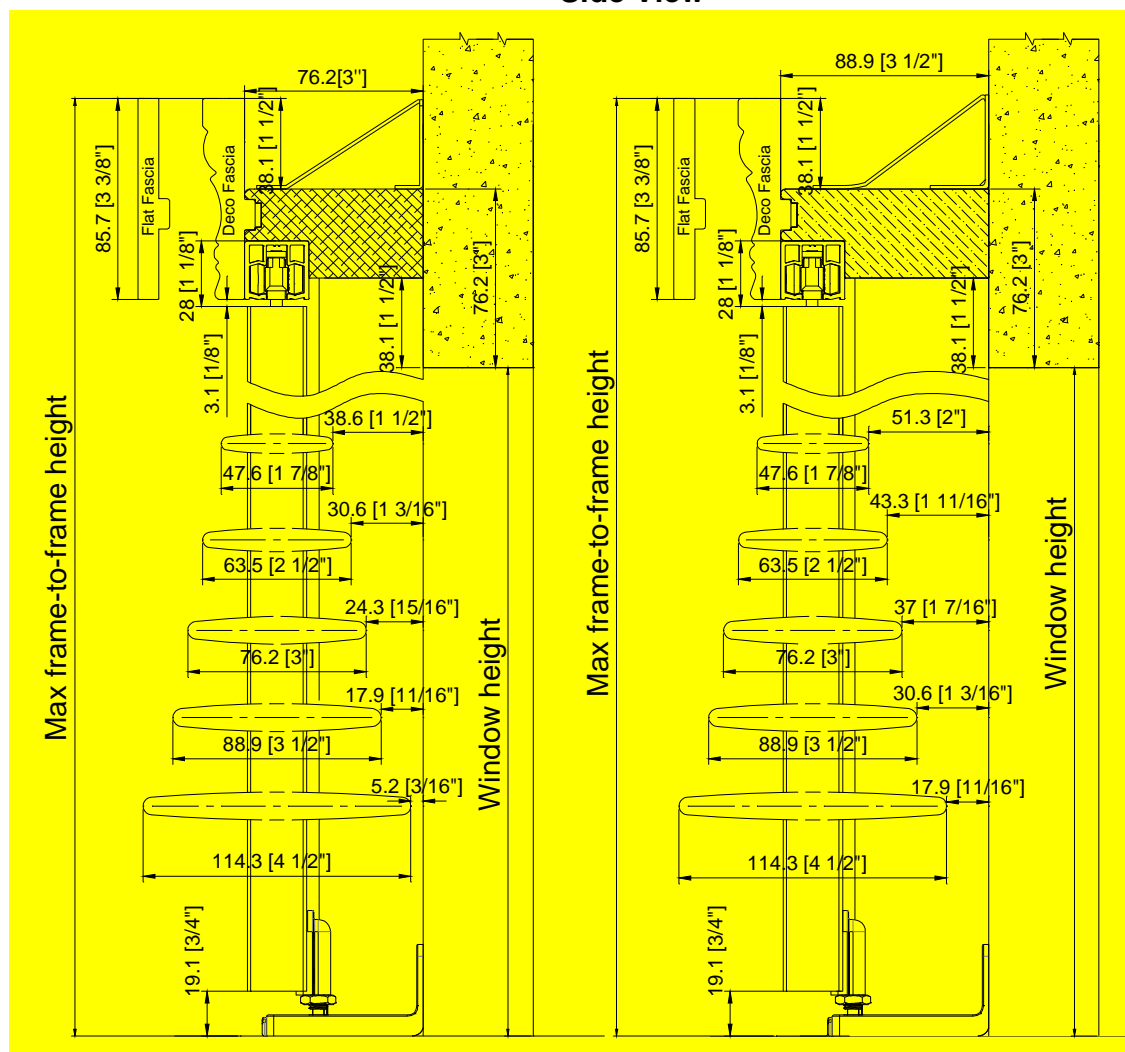 Side View
76.2[3"]
38.1 [1 1/2"]
85.7 [3 3/8"]
Flat Fascia
Deco Fascia
28 [1 1/8"]
3.1 [1/8"]
38.1 [1 1/2"]
76.2 [3"]
Max frame-to-frame height
38.6 [1 1/2"]
47.6 [1 7/8"]
30.6 [1 3/16"]
63.5 [2 1/2"]
24.3 [15/16"]
76.2 [3"]
17.9 [11/16"]
88.9 [3 1/2"]
5.2 [3/16"]
114.3 [4 1/2"]
19.1 [3/4"]
Window height
88.9 [3 1/2"]
38.1 [1 1/2"]
85.7 [3 3/8"]
Flat Fascia
Deco Fascia
28 [1 1/8"]
3.1 [1/8"]
38.1 [1 1/2"]
76.2 [3"]
Max frame-to-frame height
51.3 [2"]
47.6 [1 7/8"]
43.3 [1 11/16"]
63.5 [2 1/2"]
37 [1 7/16"]
76.2 [3"]
30.6 [1 3/16"]
88.9 [3 1/2"]
17.9 [11/16"]
114.3 [4 1/2"]
19.1 [3/4"]
Window height